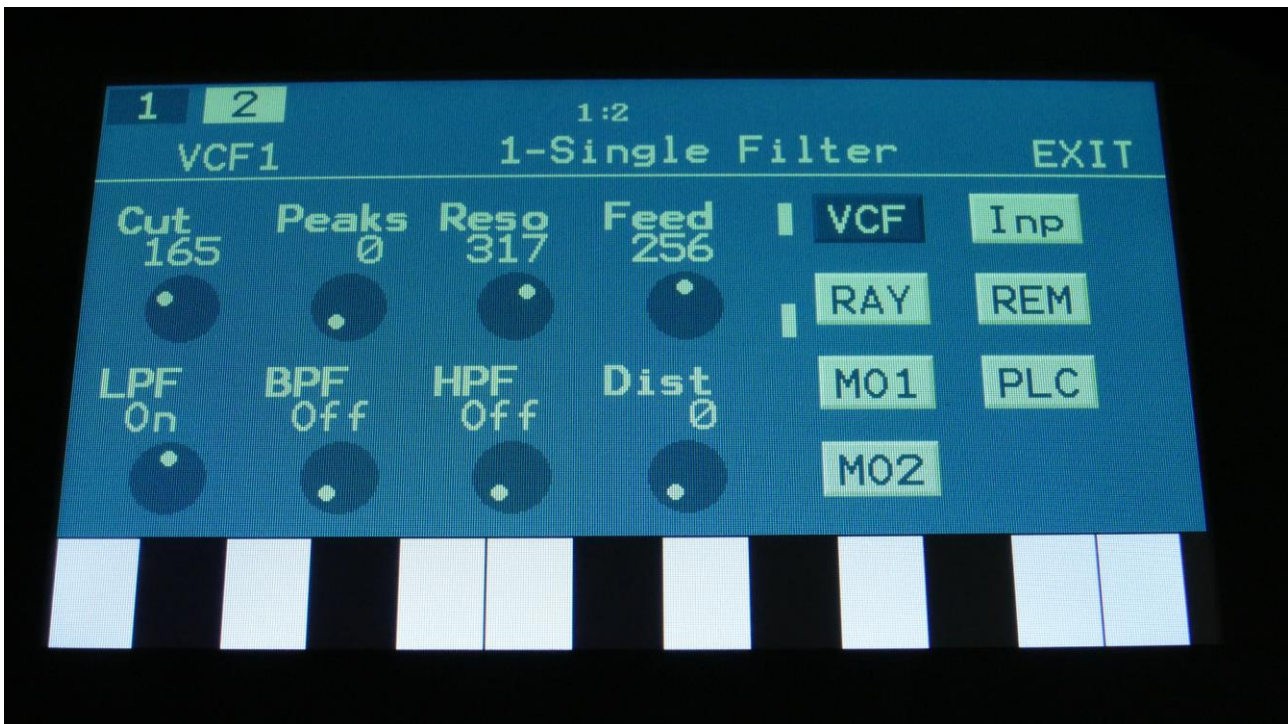 1 2 1:2
VCF1 1-Single Filter EXIT
Cut Peaks Reso Feed VCF Inp
165 0 317 256
RAY REM
LPF BPF HPF Dist MO1 PLC
On Off Off 0
MO2